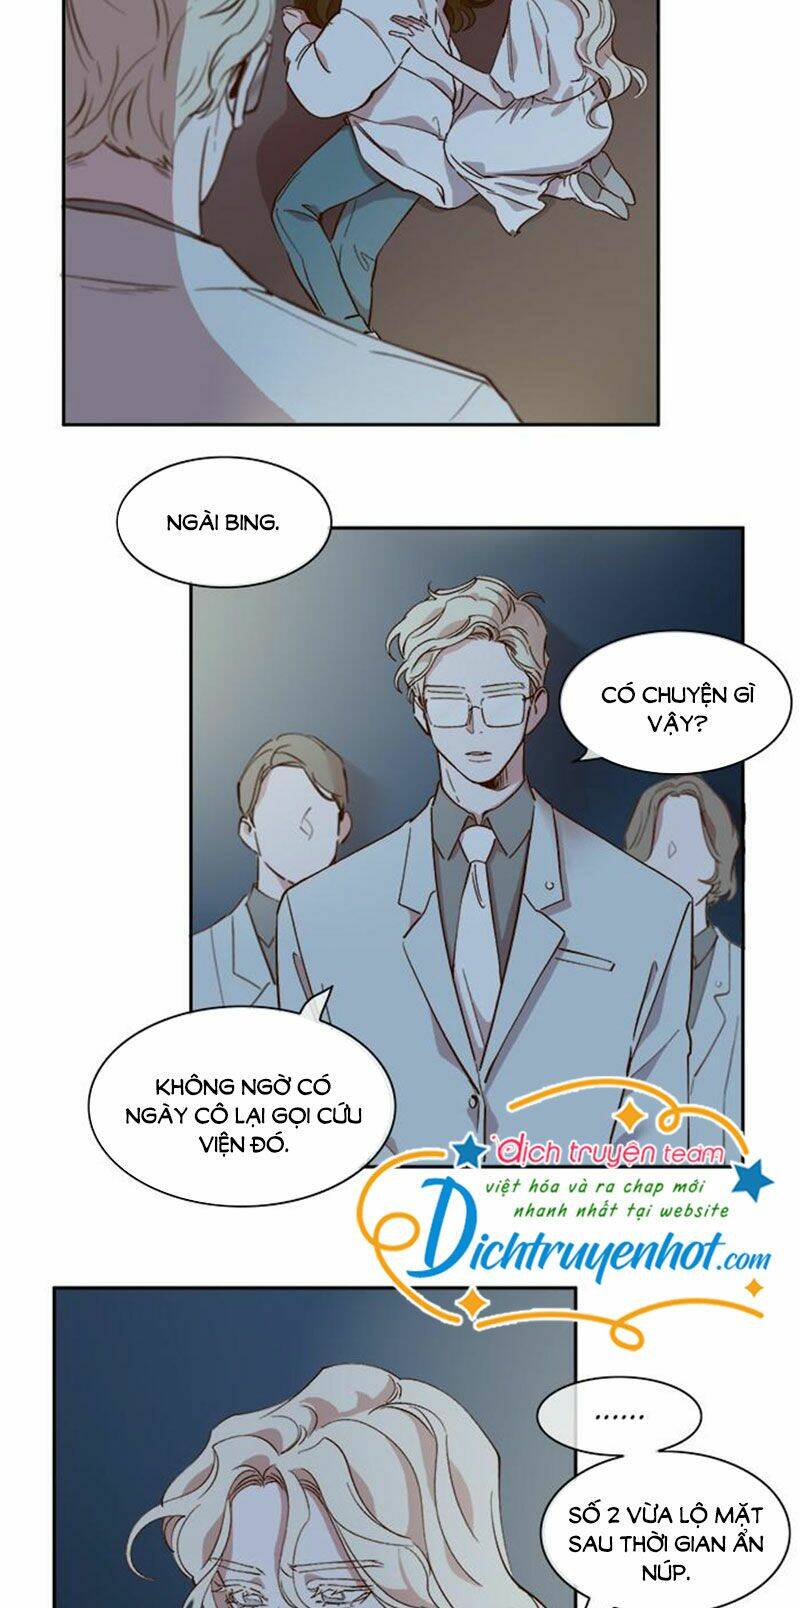 NGÀI BING.
CÓ CHUYỆN GÌ
VẬY?
KHÔNG NGỜ CÓ
NGÀY CÔ LẠI GỌI CỨU
VIỆN ĐÓ.
dịch truyện team
việt hóa và ra chap mới
nhanh nhất tại website
Dichtruyenhot.com
......
SỐ 2 VỪA LỘ MẶT
SAU THỜI GIAN ẨN
NÚP.